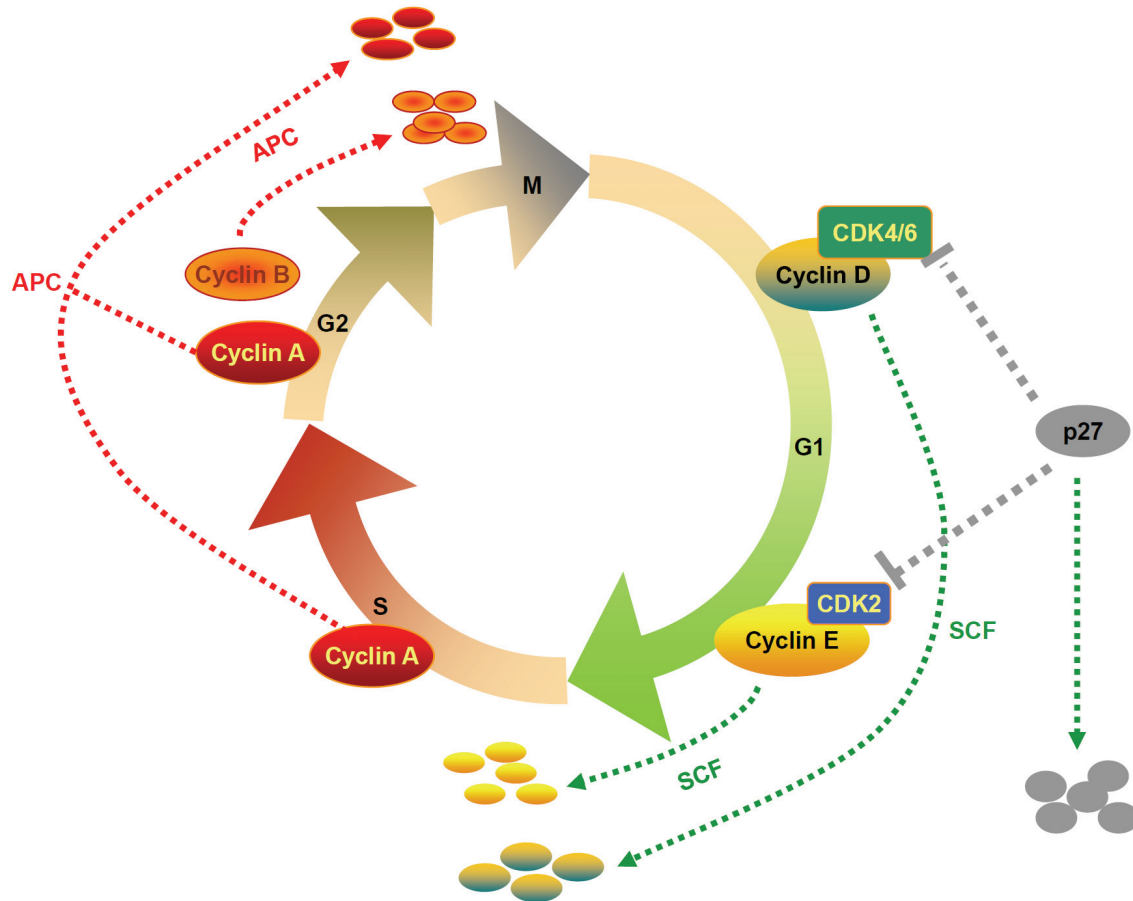 APC
M
CDK4/6
Cyclin D
Cyclin B
APC
G2
Cyclin A
p27
G1
CDK2
S
Cyclin E
SCF
Cyclin A
SCF